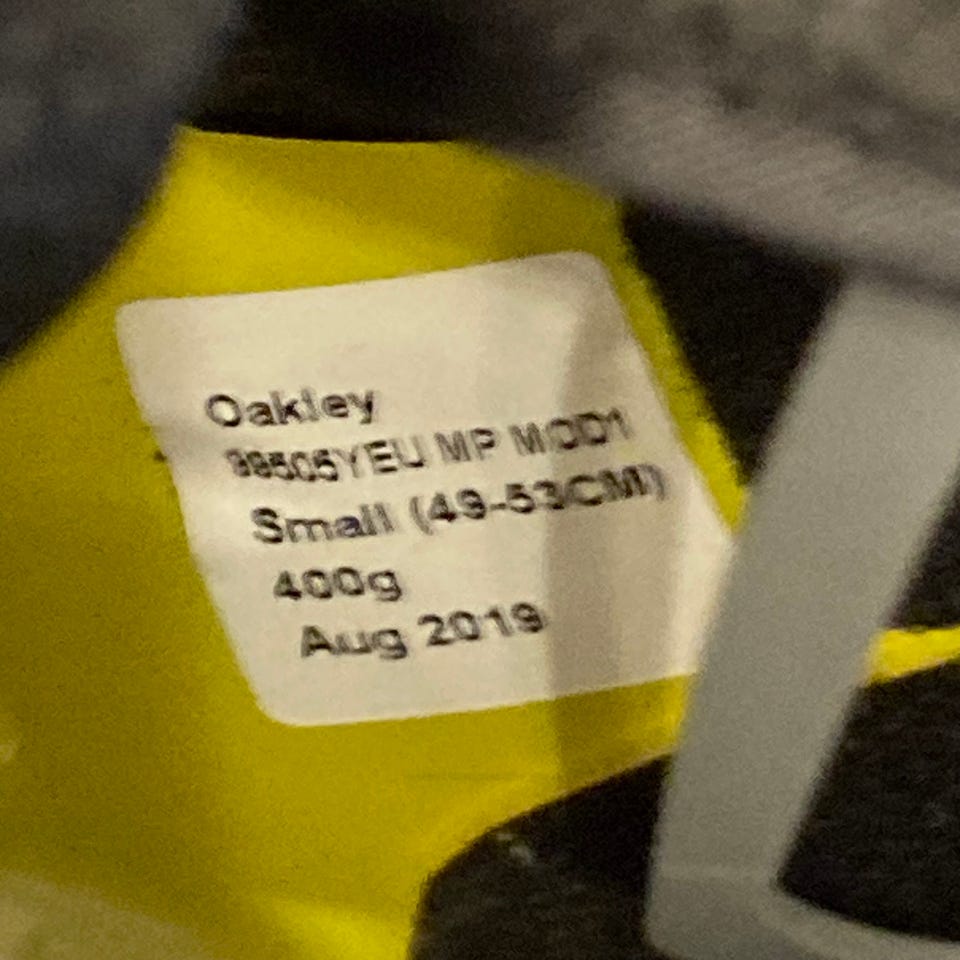 Oakley
99505YEU MP MOD1
Small (49-53CM)
400g
Aug 2019